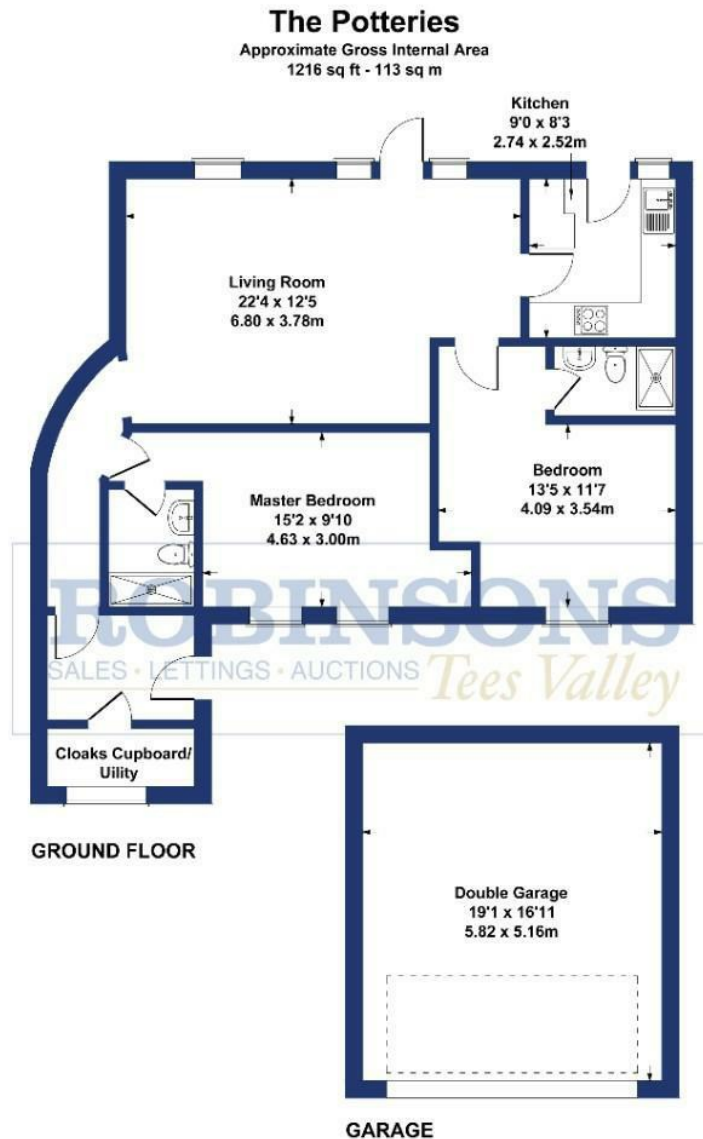 The Potteries
Approximate Gross Internal Area
1216 sq ft - 113 sq m
Kitchen
9'0 x 8'3
2.74 x 2.52m
Living Room
22'4 x 12'5
6.80 x 3.78m
Master Bedroom
15'2 x 9'10
4.63 x 3.00m
Bedroom
13'5 x 11'7
4.09 x 3.54m
ROBINSONS
SALES · LETTINGS · AUCTIONS Tees Valley
Cloaks Cupboard/
Uility
GROUND FLOOR
Double Garage
19'1 x 16'11
5.82 x 5.16m
GARAGE